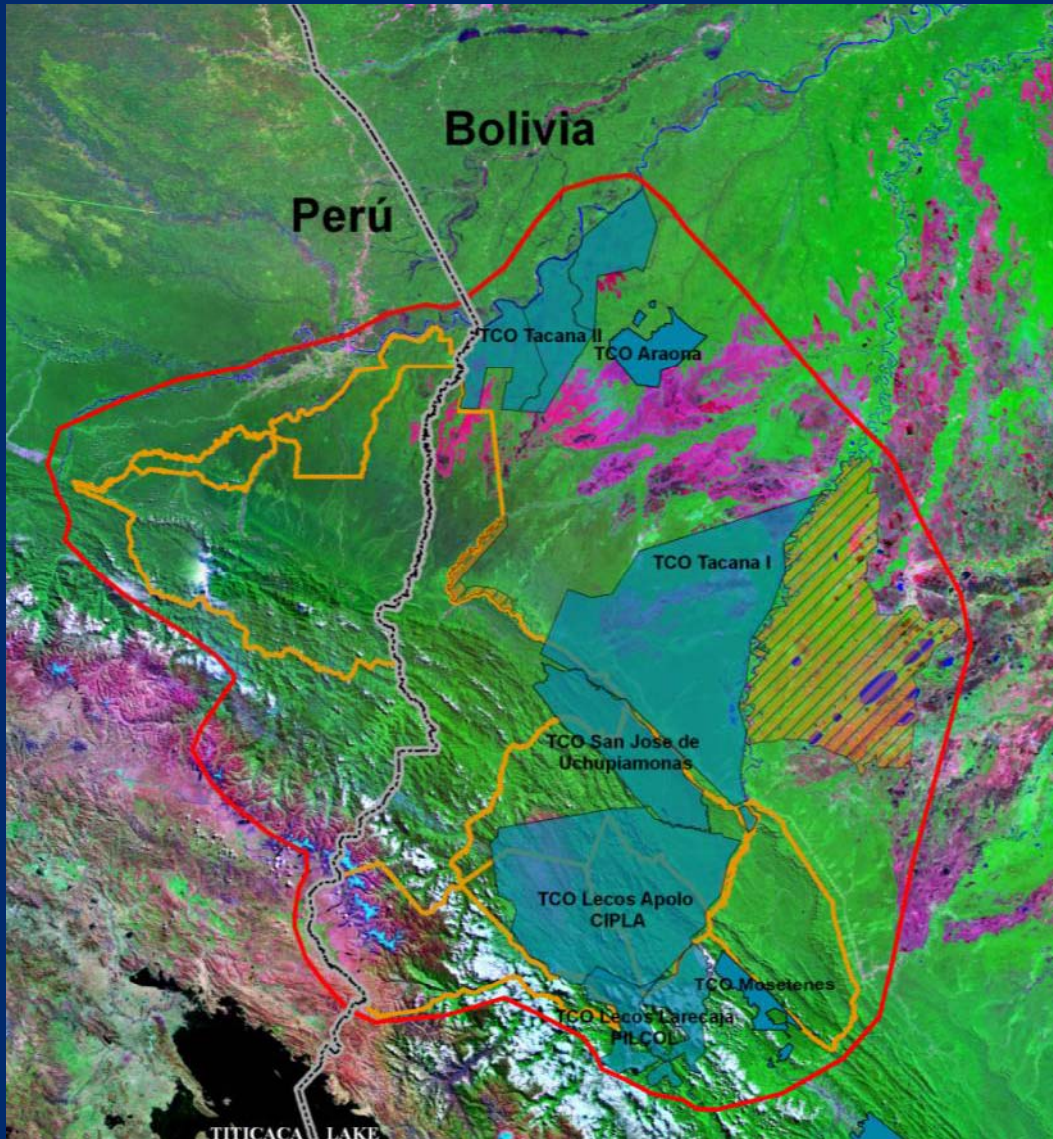 Bolivia
Perú
TCO Tacana II
TCO Araona
TCO Tacana I
TCO San Jose de
Uchupiamonas
TCO Lecos Apolo
CIPLA
TCO Mosetenes
TCO Lecos Larecaja
PILCOL
TITICACA LAKE